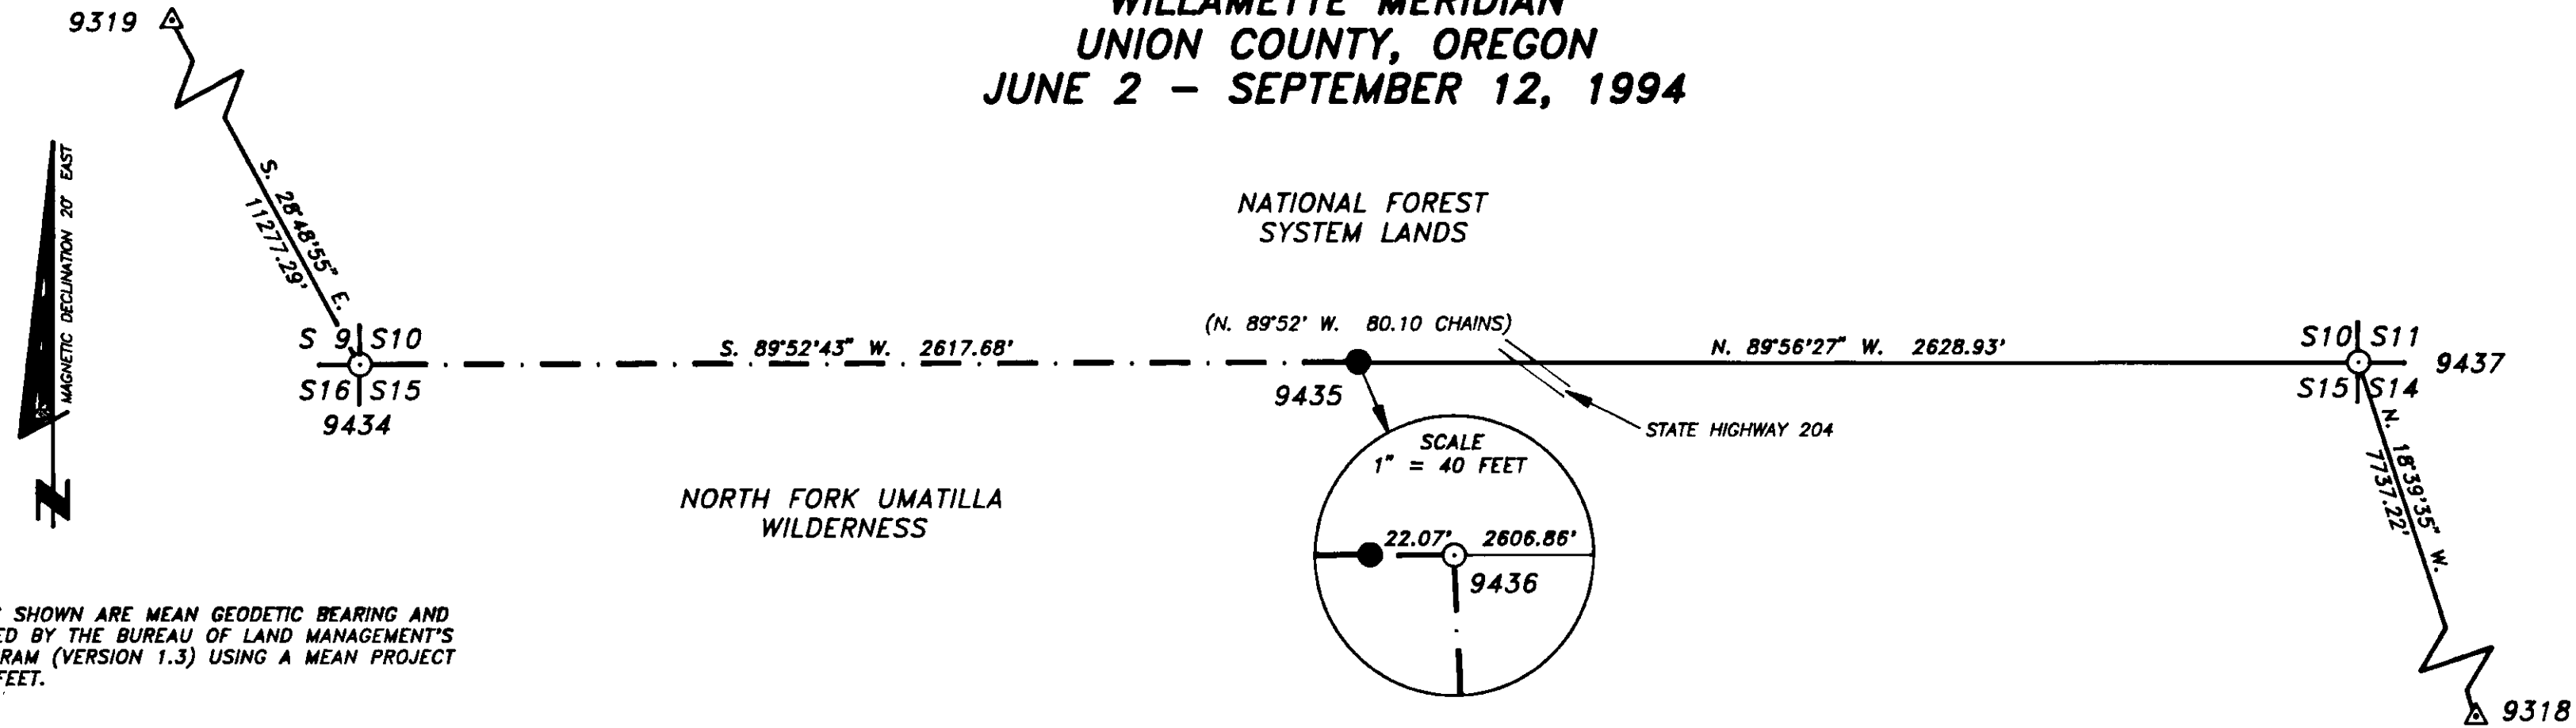 WILLAMETTE MERIDIAN
UNION COUNTY, OREGON
JUNE 2 – SEPTEMBER 12, 1994
9319
MAGNETIC DECLINATION 20° EAST
N
S. 28°48'55" E.
11277.29'
NATIONAL FOREST
SYSTEM LANDS
S 9 S10
S16 S15
9434
S. 89°52'43" W. 2617.68'
(N. 89°52' W. 80.10 CHAINS)
9435
N. 89°56'27" W. 2628.93'
STATE HIGHWAY 204
S10 S11
S15 S14
9437
N. 18°39'35" W.
7737.22'
9318
SCALE
1" = 40 FEET
22.07' 2606.86'
9436
NORTH FORK UMATILLA
WILDERNESS
SHOWN ARE MEAN GEODETIC BEARING AND
ED BY THE BUREAU OF LAND MANAGEMENT'S
RAM (VERSION 1.3) USING A MEAN PROJECT
FEET.